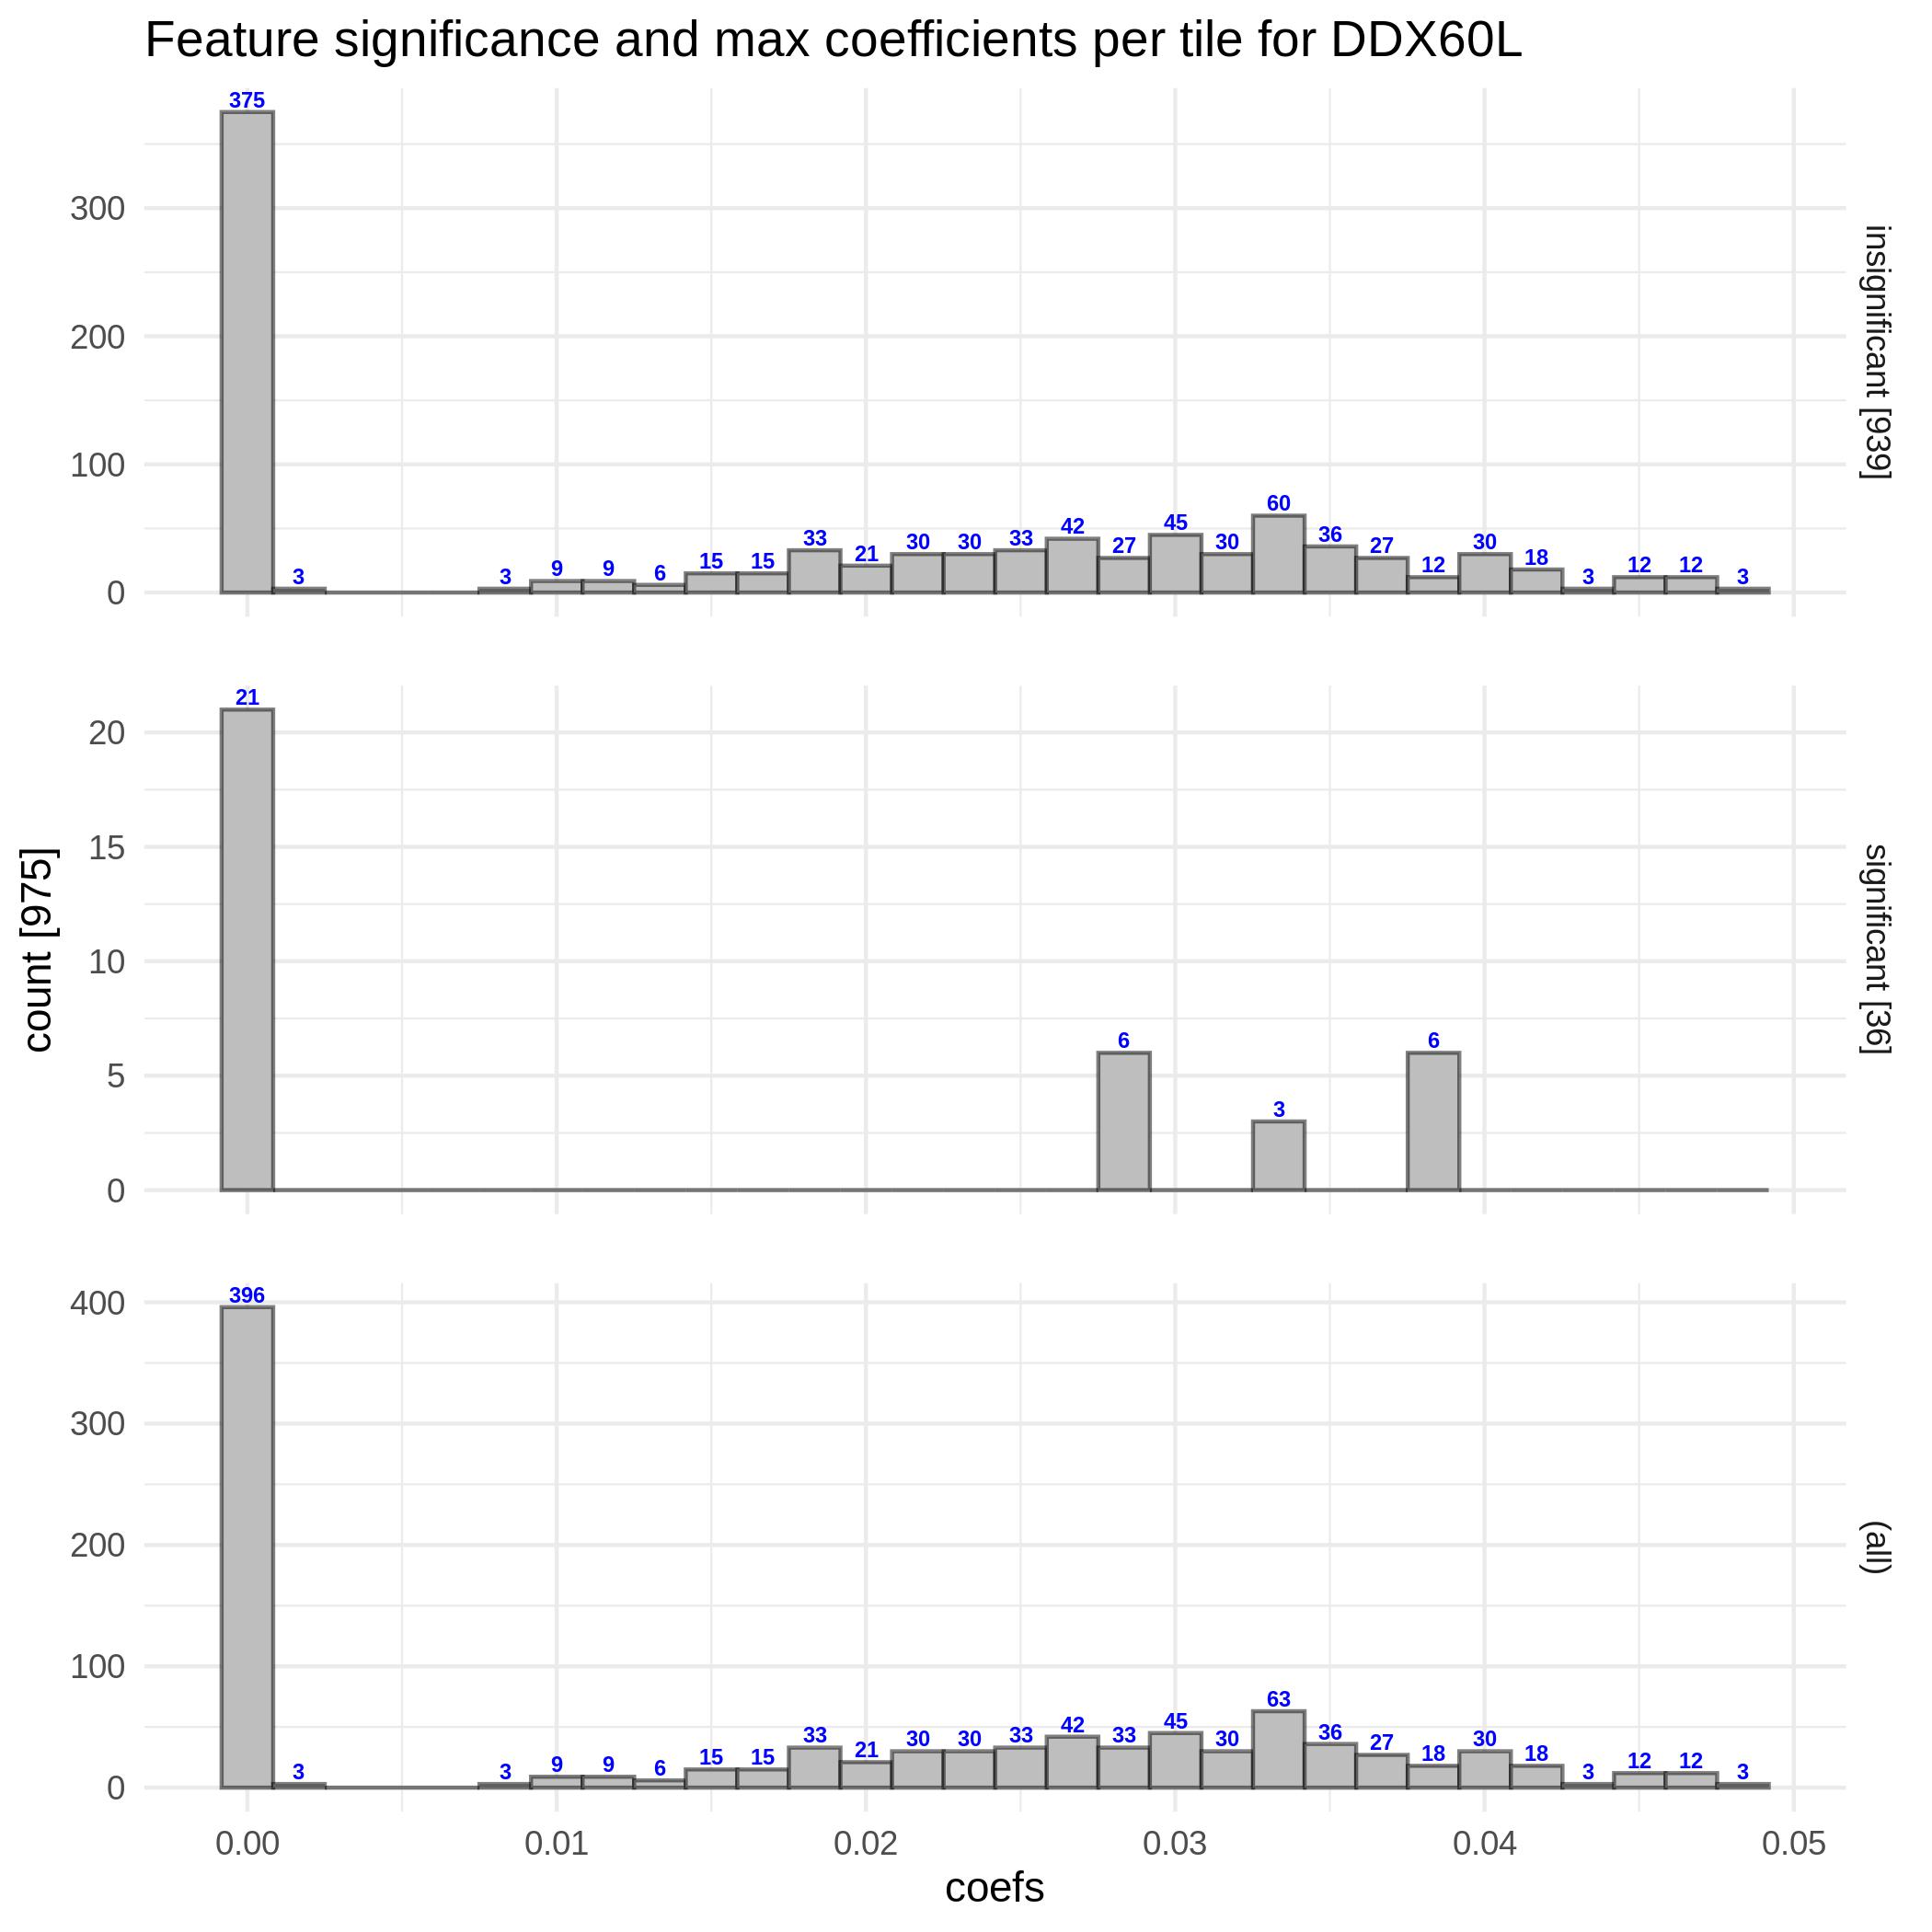 Feature significance and max coefficients per tile for DDX60L
375
300
200
100
0
3 3 9 9 6 15 15 33 21 30 30 33 42 27 45 30 60 36 27 12 30 18 3 12 12 3
insignificant [939]
count [975]
21
20
15
10
5
0
6 3 6
significant [36]
396
400
300
200
100
0
3 3 9 9 6 15 15 33 21 30 30 33 42 33 45 30 63 36 27 18 30 18 3 12 12 3
(all)
0.00 0.01 0.02 0.03 0.04 0.05
coefs